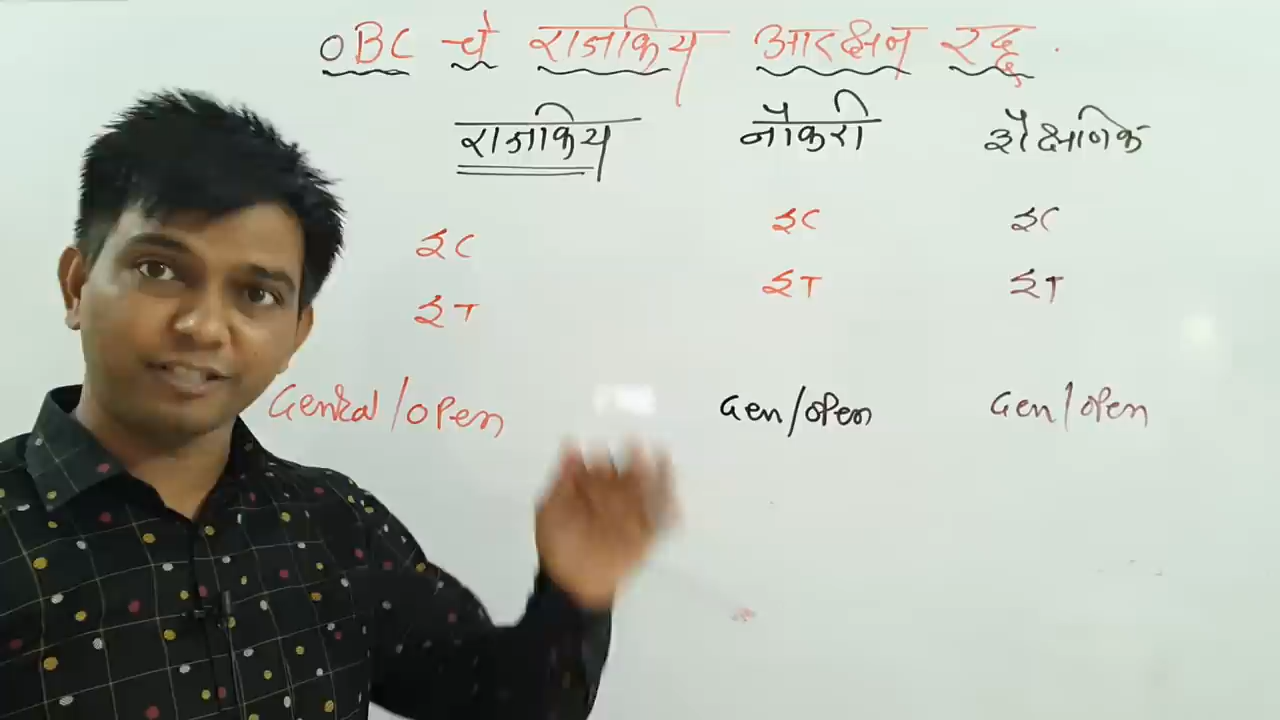 OBC चे राजकिय आरक्षन रद्द.
राजकिय नौकरी शैक्षणिक
SC SC SC
ST ST ST
General/open Gen/open Gen/open